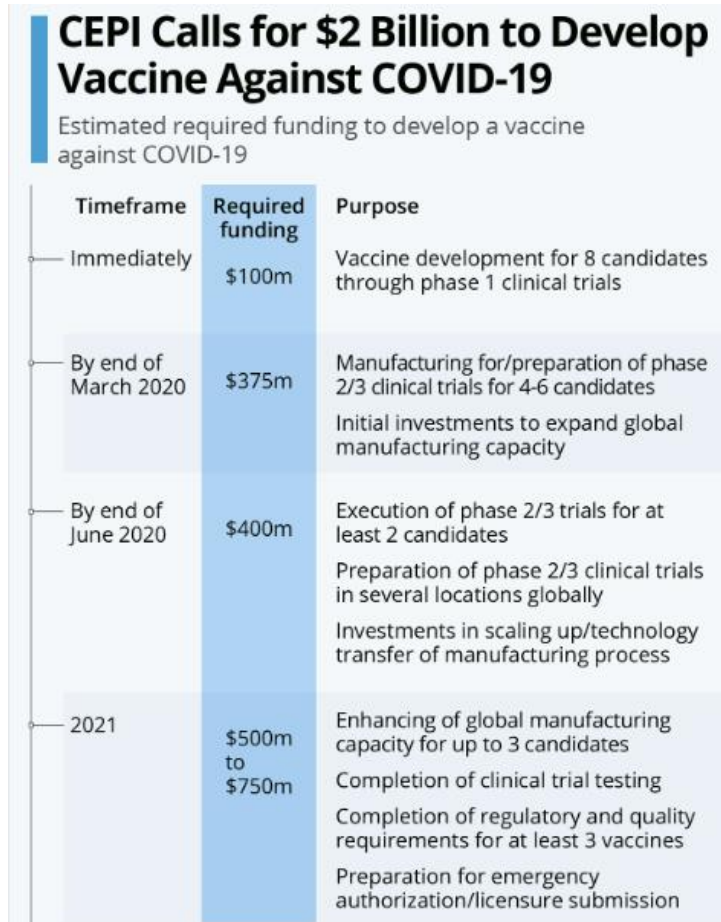 CEPI Calls for $2 Billion to Develop
Vaccine Against COVID-19
Estimated required funding to develop a vaccine
against COVID-19
Timeframe
Required
funding
Purpose
Immediately
$100m
Vaccine development for 8 candidates
through phase 1 clinical trials
By end of
March 2020
$375m
Manufacturing for/preparation of phase
2/3 clinical trials for 4-6 candidates
Initial investments to expand global
manufacturing capacity
By end of
June 2020
$400m
Execution of phase 2/3 trials for at
least 2 candidates
Preparation of phase 2/3 clinical trials
in several locations globally
Investments in scaling up/technology
transfer of manufacturing process
2021
$500m
to
$750m
Enhancing of global manufacturing
capacity for up to 3 candidates
Completion of clinical trial testing
Completion of regulatory and quality
requirements for at least 3 vaccines
Preparation for emergency
authorization/licensure submission